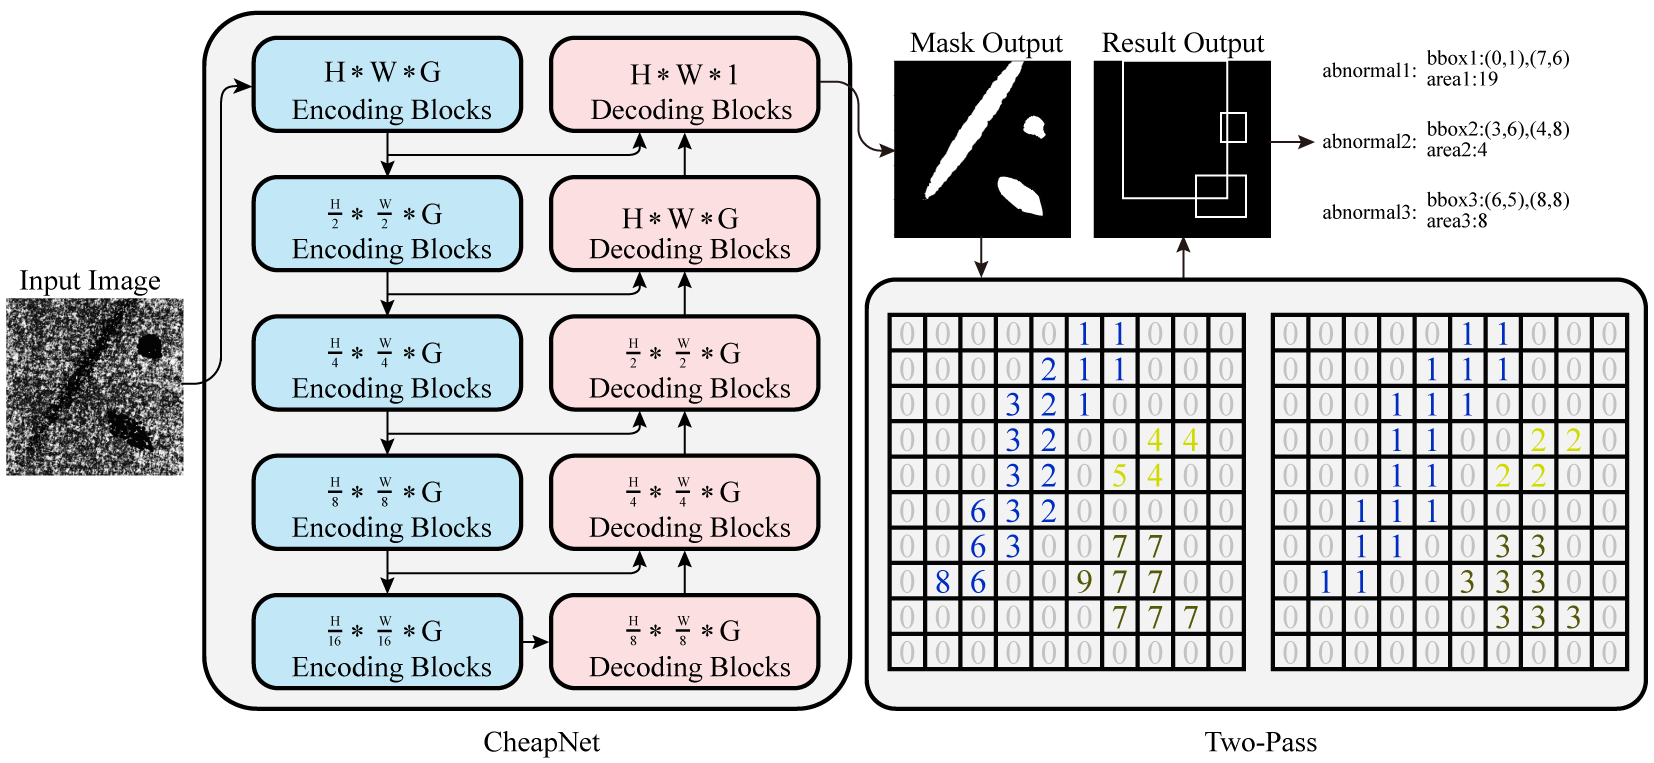 Input Image
H * W * G
Encoding Blocks
H/2 * W/2 * G
Encoding Blocks
H/4 * W/4 * G
Encoding Blocks
H/8 * W/8 * G
Encoding Blocks
H/16 * W/16 * G
Encoding Blocks
H * W * 1
Decoding Blocks
H * W * G
Decoding Blocks
H/2 * W/2 * G
Decoding Blocks
H/4 * W/4 * G
Decoding Blocks
H/8 * W/8 * G
Decoding Blocks
CheapNet
Mask Output
Result Output
abnormal1: bbox1:(0,1),(7,6)
area1:19
abnormal2: bbox2:(3,6),(4,8)
area2:4
abnormal3: bbox3:(6,5),(8,8)
area3:8
0 0 0 0 0 1 1 0 0 0
0 0 0 0 2 1 1 0 0 0
0 0 0 3 2 1 0 0 0 0
0 0 0 3 2 0 0 4 4 0
0 0 0 3 2 0 5 4 0 0
0 0 6 3 2 0 0 0 0 0
0 0 6 3 0 0 7 7 0 0
0 8 6 0 0 9 7 7 0 0
0 0 0 0 0 0 7 7 7 0
0 0 0 0 0 0 0 0 0 0
0 0 0 0 0 1 1 0 0 0
0 0 0 0 1 1 1 0 0 0
0 0 0 1 1 1 0 0 0 0
0 0 0 1 1 0 0 2 2 0
0 0 0 1 1 0 2 2 0 0
0 0 1 1 1 0 0 0 0 0
0 0 1 1 0 0 3 3 0 0
0 1 1 0 0 3 3 3 0 0
0 0 0 0 0 0 3 3 3 0
0 0 0 0 0 0 0 0 0 0
Two-Pass